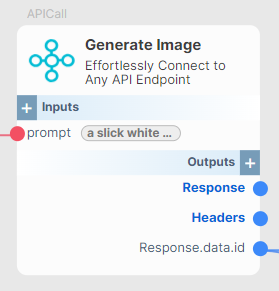 APICall
Generate Image
Effortlessly Connect to
Any API Endpoint
+ Inputs
prompt a slick white ...
Outputs +
Response
Headers
Response.data.id